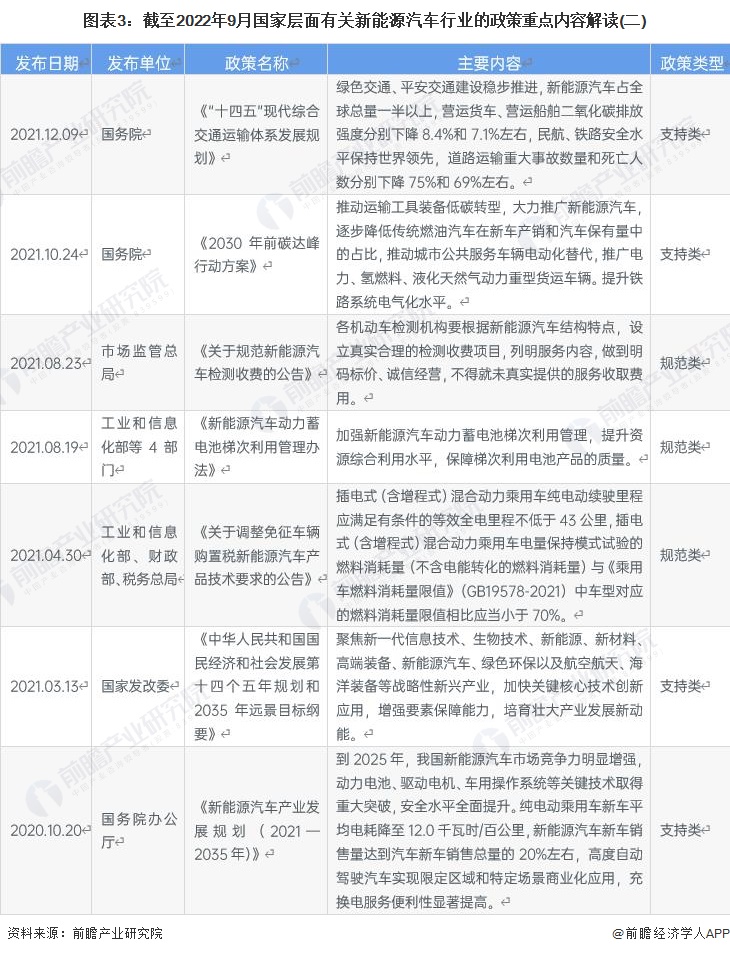 图表3：截至2022年9月国家层面有关新能源汽车行业的政策重点内容解读(二)
发布日期 发布单位 政策名称 主要内容 政策类型
2021.12.09 国务院
《“十四五”现代综合
交通运输体系发展规
划》
绿色交通、平安交通建设稳步推进，新能源汽车占全
球总量一半以上，营运货车、营运船舶二氧化碳排放
强度分别下降 8.4%和 7.1%左右，民航、铁路安全水
平保持世界领先，道路运输重大事故数量和死亡人
数分别下降 75%和 69%左右。
支持类
2021.10.24 国务院
《2030 年前碳达峰
行动方案》
推动运输工具装备低碳转型，大力推广新能源汽车，
逐步降低传统燃油汽车在新车产销和汽车保有量中
的占比，推动城市公共服务车辆电动化替代，推广电
力、氢燃料、液化天然气动力重型货运车辆。提升铁
路系统电气化水平。
支持类
2021.08.23
市场监管总
局
《关于规范新能源汽
车检测收费的公告》
各机动车检测机构要根据新能源汽车结构特点，设
立真实合理的检测收费项目，列明服务内容，做到明
码标价、诚信经营，不得就未真实提供的服务收取费
用。
规范类
2021.08.19
工业和信息
化部等 4 部
门
《新能源汽车动力蓄
电池梯次利用管理办
法》
加强新能源汽车动力蓄电池梯次利用管理，提升资
源综合利用水平，保障梯次利用电池产品的质量。
规范类
2021.04.30
工业和信息
化部、财政
部、税务总局
《关于调整免征车辆
购置税新能源汽车产
品技术要求的公告》
插电式（含增程式）混合动力乘用车纯电动续驶里程
应满足有条件的等效全电里程不低于 43 公里，插电
式（含增程式）混合动力乘用车电量保持模式试验的
燃料消耗量（不含电能转化的燃料消耗量）与《乘用
车燃料消耗量限值》（GB19578-2021）中车型对应
的燃料消耗量限值相比应当小于 70%。
规范类
2021.03.13 国家发改委
《中华人民共和国国
民经济和社会发展第
十四个五年规划和
2035 年远景目标纲
要》
聚焦新一代信息技术、生物技术、新能源、新材料、
高端装备、新能源汽车、绿色环保以及航空航天、海
洋装备等战略性新兴产业，加快关键核心技术创新
应用，增强要素保障能力，培育壮大产业发展新动
能。
支持类
2020.10.20
国务院办公
厅
《新能源汽车产业发
展规划（2021—
2035年)》
到 2025 年，我国新能源汽车市场竞争力明显增强，
动力电池、驱动电机、车用操作系统等关键技术取得
重大突破，安全水平全面提升。纯电动乘用车新车平
均电耗降至 12.0 千瓦时/百公里，新能源汽车新车销
售量达到汽车新车销售总量的 20%左右，高度自动
驾驶汽车实现限定区域和特定场景商业化应用，充
换电服务便利性显著提高。
支持类
资料来源：前瞻产业研究院 @前瞻经济学人APP